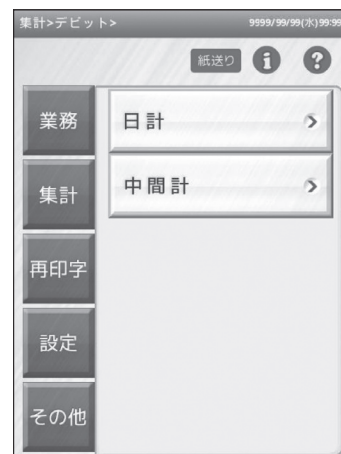 集計>デビット>
9999/99/99(水)99:99
紙送り
i
?
業務
日計
>
集計
中間計
>
再印字
設定
その他